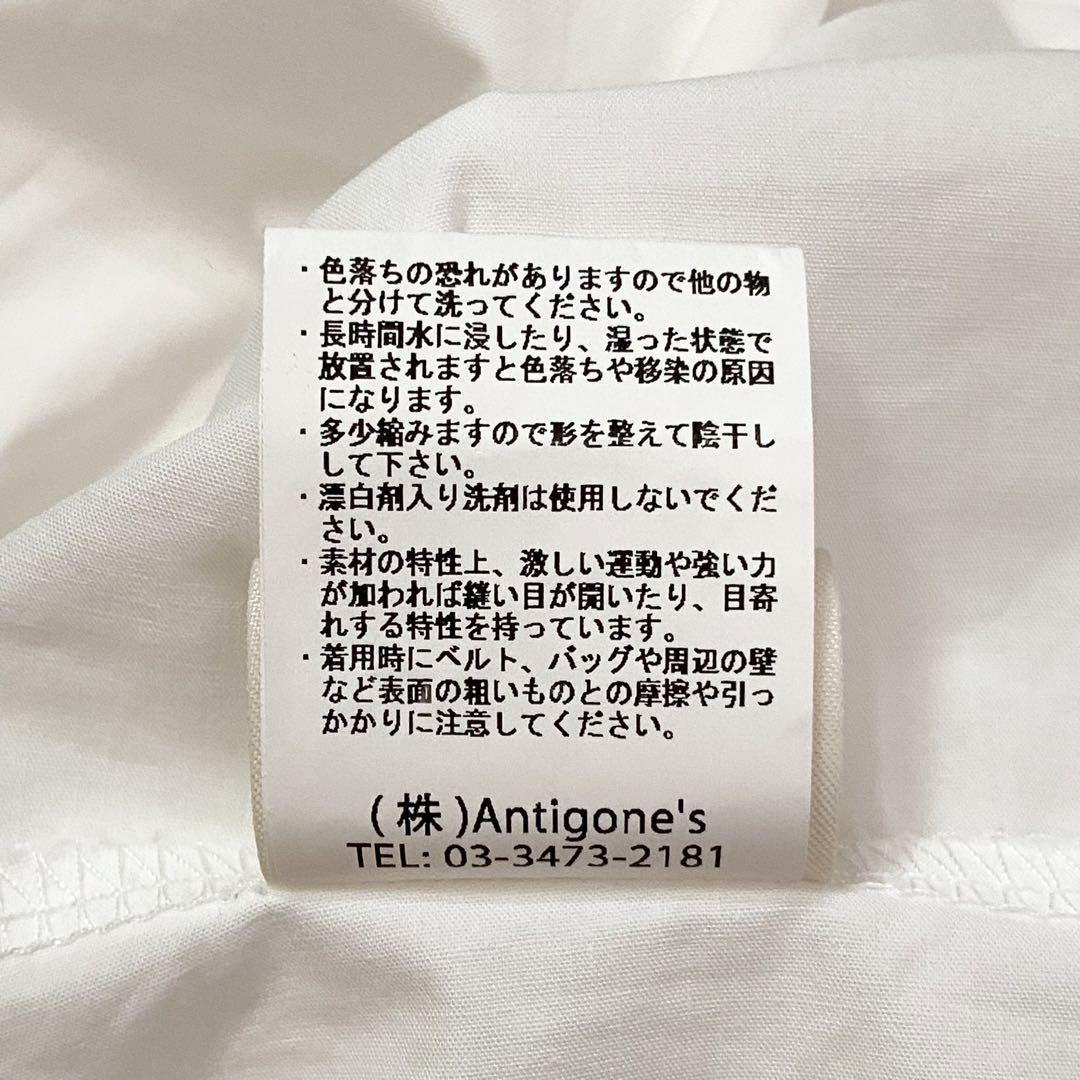 ・色落ちの恐れがありますので他の物
と分けて洗ってください。
・長時間水に浸したり、湿った状態で
放置されますと色落ちや移染の原因
になります。
・多少縮みますので形を整えて陰干し
して下さい。
・漂白剤入り洗剤は使用しないでくだ
さい。
・素材の特性上、激しい運動や強い力
が加われば縫い目が開いたり、目寄
れする特性を持っています。
・着用時にベルト、バッグや周辺の壁
など表面の粗いものとの摩擦や引っ
かかりに注意してください。
(株)Antigone's
TEL: 03-3473-2181